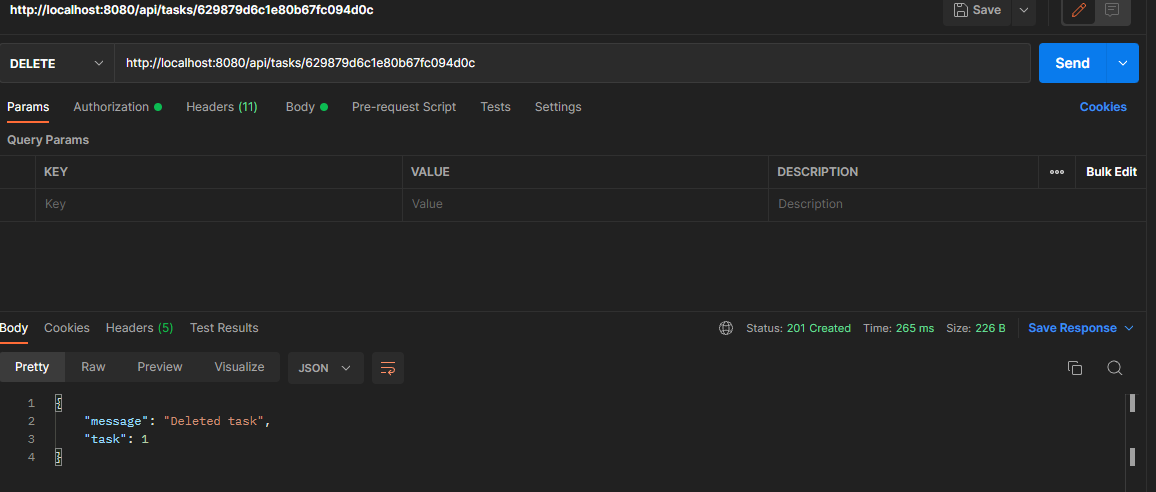 http://localhost:8080/api/tasks/629879d6c1e80b67fc094d0c Save
DELETE http://localhost:8080/api/tasks/629879d6c1e80b67fc094d0c Send
Params Authorization Headers (11) Body Pre-request Script Tests Settings Cookies
Query Params
KEY VALUE DESCRIPTION ooo Bulk Edit
Key Value Description
Body Cookies Headers (5) Test Results Status: 201 Created Time: 265 ms Size: 226 B Save Response
Pretty Raw Preview Visualize JSON
1 {
2 "message": "Deleted task",
3 "task": 1
4 }